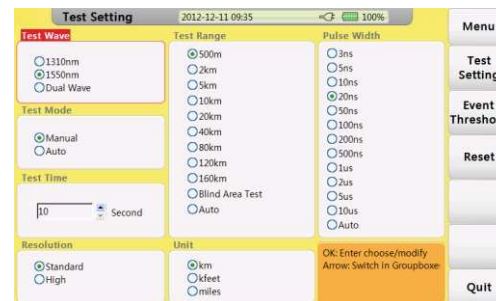 Test Setting
2012-12-11 09:35
100%
Test Wave
1310nm
1550nm
Dual Wave
Test Mode
Manual
Auto
Test Time
10 Second
Resolution
Standard
High
Test Range
500m
2km
5km
10km
20km
40km
80km
120km
160km
Blind Area Test
Auto
Unit
km
kfeet
miles
Pulse Width
3ns
5ns
10ns
20ns
50ns
100ns
200ns
500ns
1us
2us
5us
10us
Auto
OK: Enter choose/modify
Arrow: Switch in Groupboxe
Menu
Test
Setting
Event
Thresho
Reset
Quit